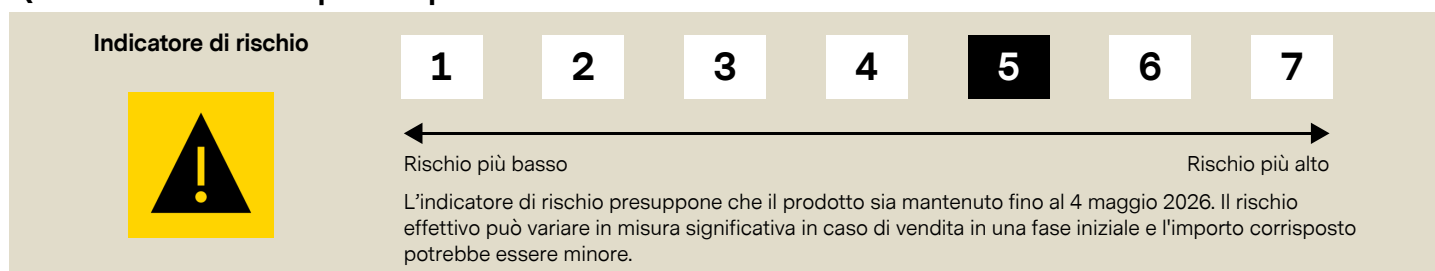 Indicatore di rischio
1 2 3 4 5 6 7
Rischio più basso Rischio più alto
L'indicatore di rischio presuppone che il prodotto sia mantenuto fino al 4 maggio 2026. Il rischio
effettivo può variare in misura significativa in caso di vendita in una fase iniziale e l'importo corrisposto
potrebbe essere minore.